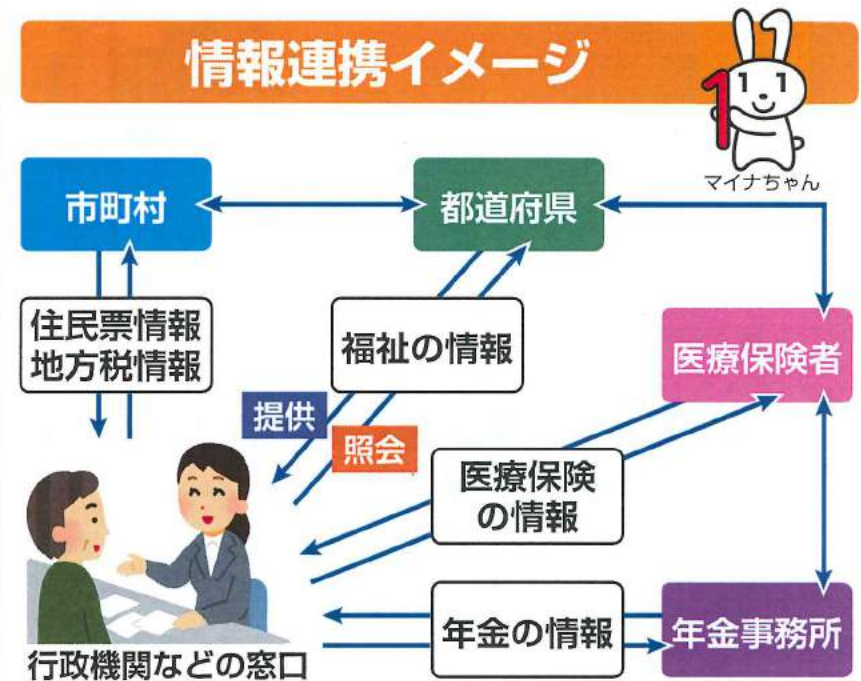 情報連携イメージ
マイナちゃん
市町村
都道府県
住民票情報
地方税情報
福祉の情報
医療保険者
提供
照会
医療保険
の情報
年金の情報
年金事務所
行政機関などの窓口